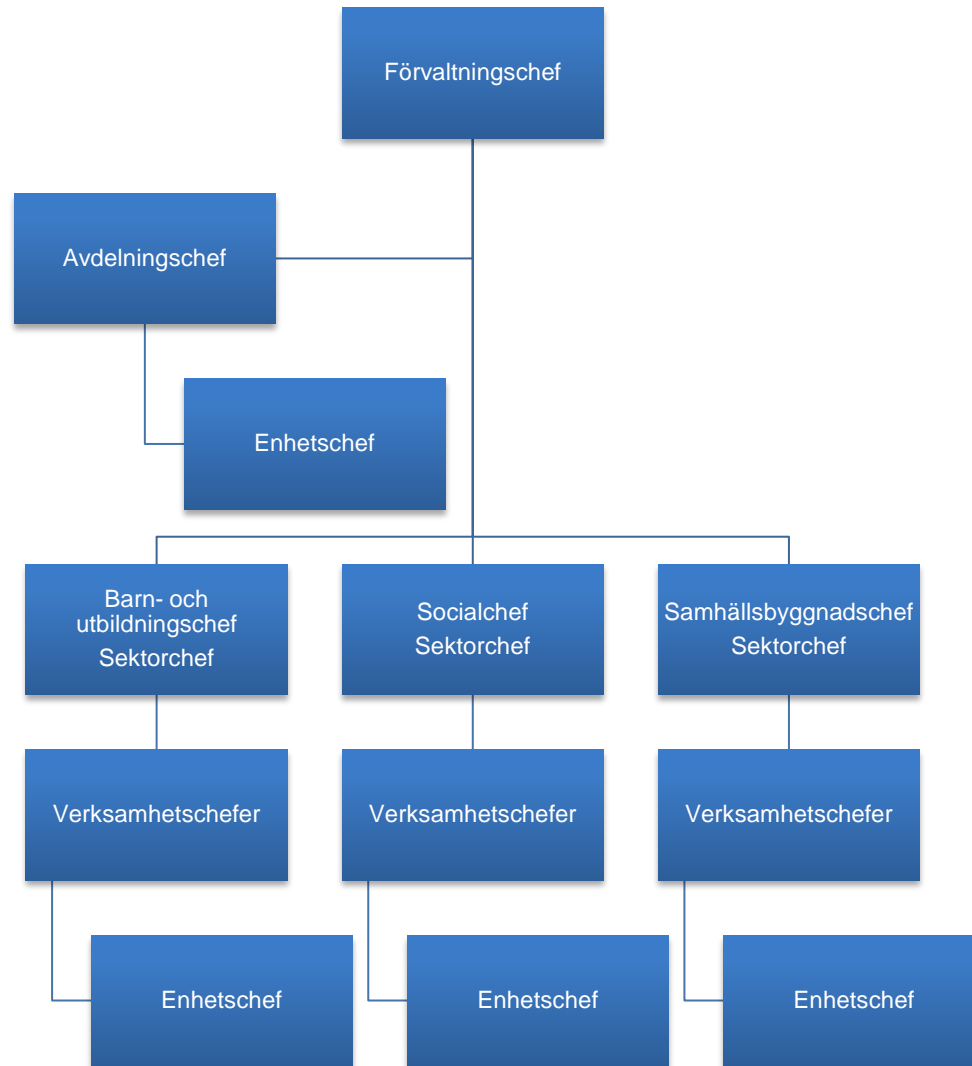 Förvaltningschef
Avdelningschef
Enhetschef
Barn- och
utbildningschef
Sektorchef
Socialchef
Sektorchef
Samhällsbyggnadschef
Sektorchef
Verksamhetschefer
Verksamhetschefer
Verksamhetschefer
Enhetschef
Enhetschef
Enhetschef